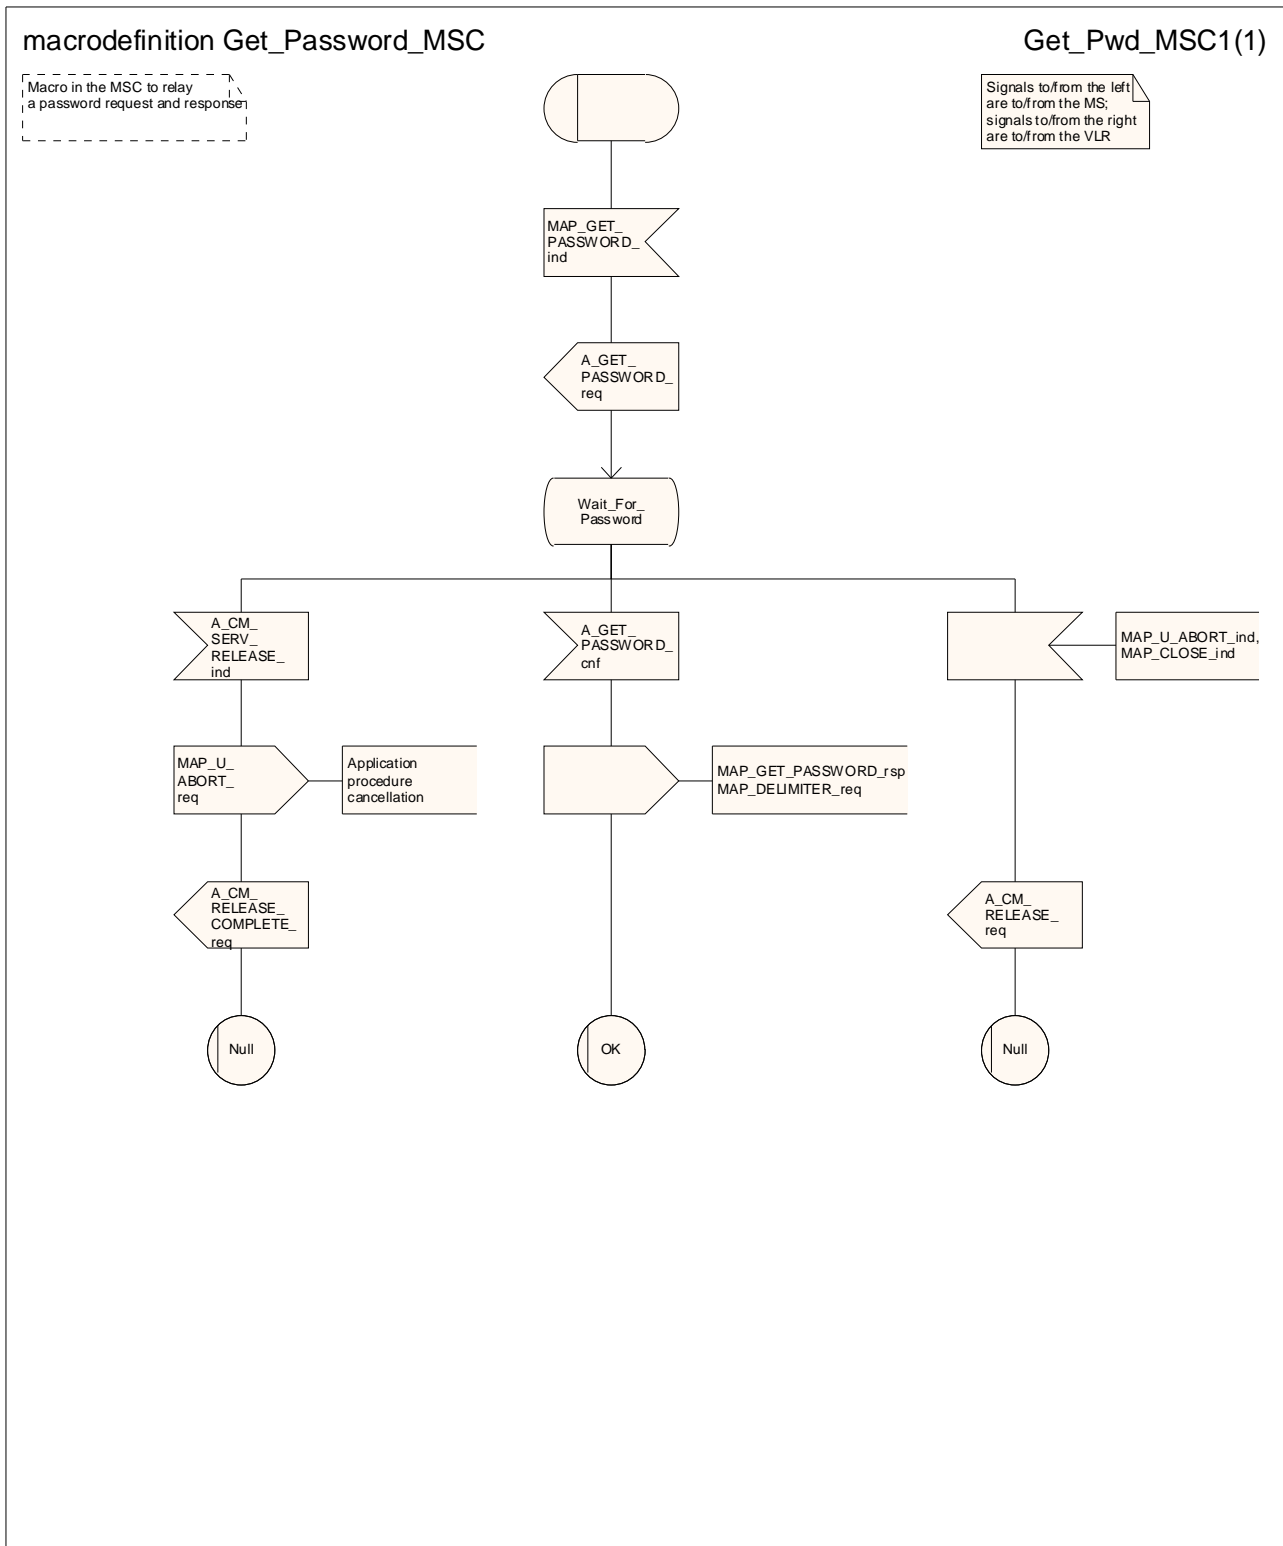 macrodefinition Get_Password_MSC
Get_Pwd_MSC1(1)
Macro in the MSC to relay
a password request and response
Signals to/from the left
are to/from the MS;
signals to/from the right
are to/from the VLR
MAP_GET_
PASSWORD_
ind
A_GET_
PASSWORD_
req
Wait_For_
Password
A_CM_
SERV_
RELEASE_
ind
A_GET_
PASSWORD_
cnf
MAP_U_ABORT_ind,
MAP_CLOSE_ind
MAP_U_
ABORT_
req
Application
procedure
cancellation
MAP_GET_PASSWORD_rsp
MAP_DELIMITER_req
A_CM_
RELEASE_
COMPLETE_
req
A_CM_
RELEASE_
req
Null
OK
Null